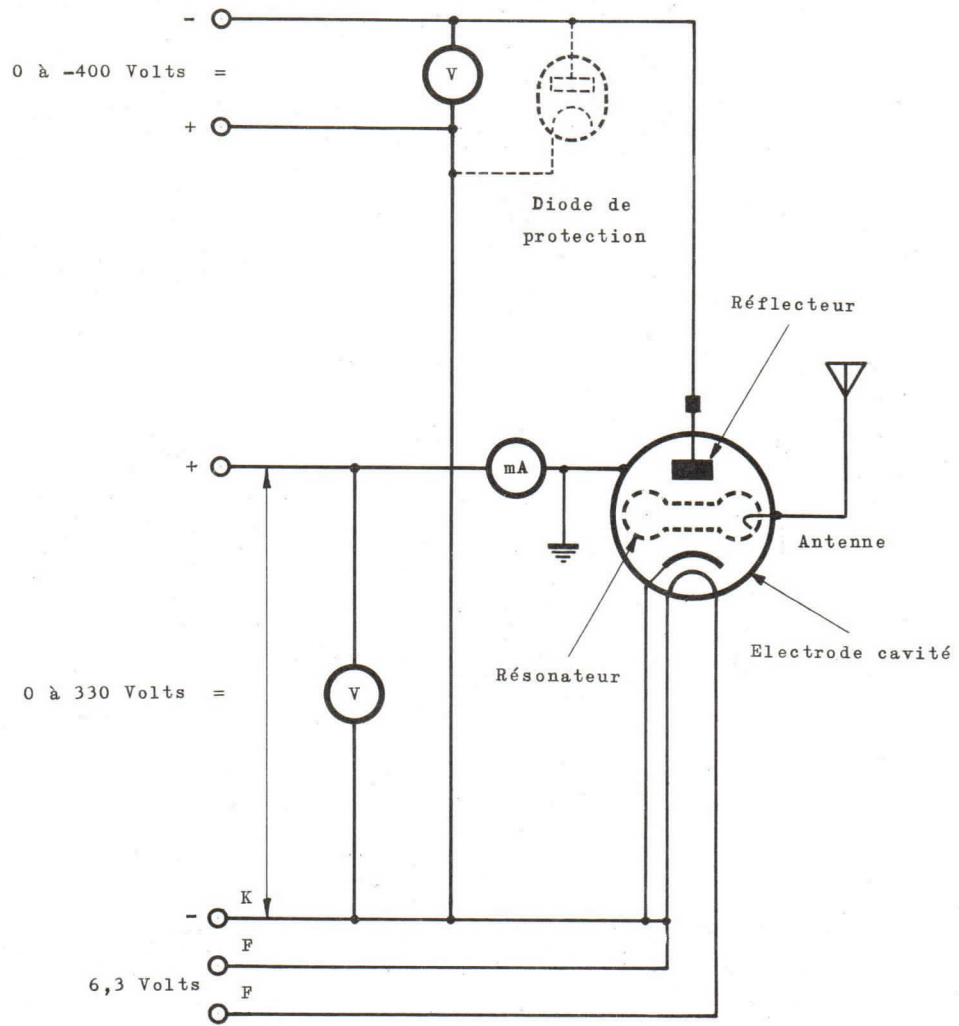 -
0 à -400 Volts =
V
+
Diode de
protection
Réflecteur
+
mA
Antenne
Electrode cavité
Résonateur
0 à 330 Volts =
V
K
-
F
6,3 Volts
F